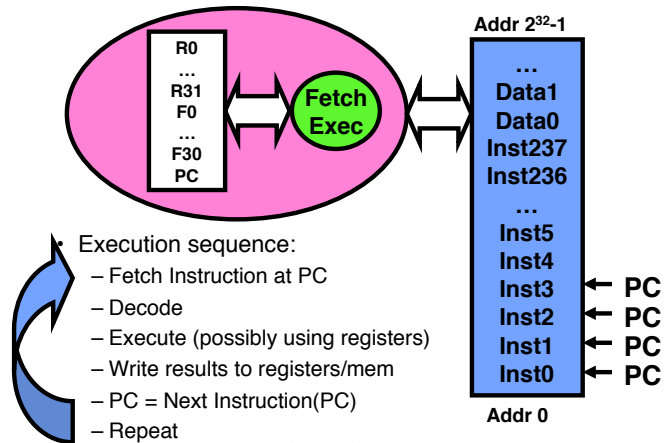 R0
…
R31
F0
…
F30
PC
Fetch
Exec
Addr 2³²-1
…
Data1
Data0
Inst237
Inst236
…
Inst5
Inst4
Inst3
Inst2
Inst1
Inst0
Addr 0
PC
PC
PC
PC
• Execution sequence:
– Fetch Instruction at PC
– Decode
– Execute (possibly using registers)
– Write results to registers/mem
– PC = Next Instruction(PC)
– Repeat